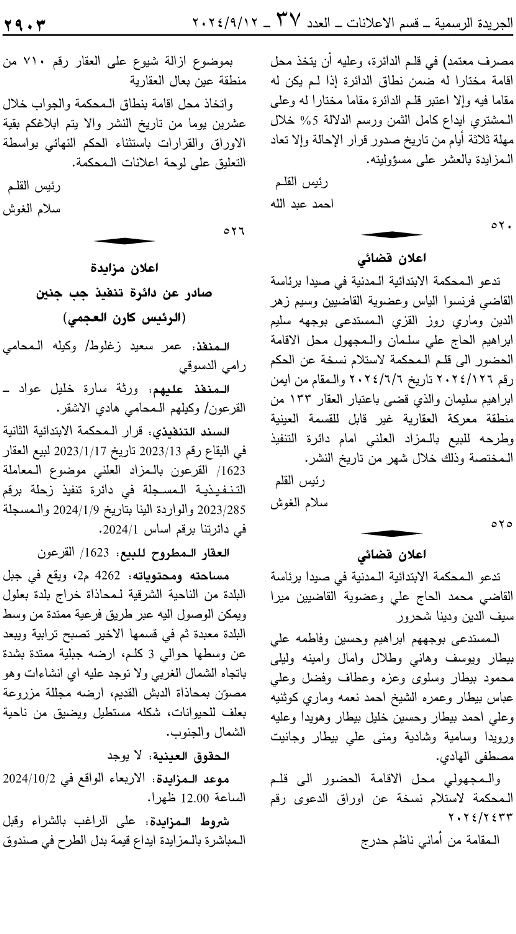 الجريدة الرسمية ــ قسم الاعلانات ــ العدد ٣٧ ــ ٢٠٢٤/٩/١٢
٢٩٠٣
مصرف معتمد) في قلم الدائرة، وعليه أن يتخذ محل
اقامة مختارا له ضمن نطاق الدائرة إذا لم يكن له
مقاما فيه وإلا اعتبر قلم الدائرة مقاما مختارا له وعلى
المشتري ايداع كامل الثمن ورسم الدلالة 5% خلال
مهلة ثلاثة أيام من تاريخ صدور قرار الإحالة وإلا تعاد
المزايدة بالعشر على مسؤوليته.
رئيس القلم
احمد عبد الله
٥٢٠
اعلان قضائي
تدعو المحكمة الابتدائية المدنية في صيدا برئاسة
القاضي فرنسوا الياس وعضوية القاضيين وسيم زهر
الدين وماري روز القزي المستدعى بوجهه سليم
ابراهيم الحاج علي سلمان والمجهول محل الاقامة
الحضور الى قلم المحكمة لاستلام نسخة عن الحكم
رقم ٢٠٢٤/١٢٦ تاريخ ٢٠٢٤/٦/٦ والمقام من ايمن
ابراهيم سليمان والذي قضى باعتبار العقار ١٣٣ من
منطقة معركة العقارية غير قابل للقسمة العينية
وطرحه للبيع بالمزاد العلني امام دائرة التنفيذ
المختصة وذلك خلال شهر من تاريخ النشر.
رئيس القلم
سلام الغوش
٥٢٥
اعلان قضائي
تدعو المحكمة الابتدائية المدنية في صيدا برئاسة
القاضي محمد الحاج علي وعضوية القاضيين ميرا
سيف الدين ودينا شحرور
المستدعى بوجههم ابراهيم وحسين وفاطمه علي
بيطار ويوسف وهاني وطلال وامال وامينه وليلى
محمود بيطار وسلوى وعزه وعطاف وفضل وعلي
عباس بيطار وعمره الشيخ احمد نعمه وماري كوثنيه
وعلي احمد بيطار وحسين خليل بيطار وهويدا وعليه
ورويدا وسامية وشادية ومنى علي بيطار وجانيت
مصطفى الهادي.
والمجهولي محل الاقامة الحضور الى قلم
المحكمة لاستلام نسخة عن اوراق الدعوى رقم
٢٠٢٤/٢٤٣٣
المقامة من أماني ناظم حدرج
بموضوع ازالة شيوع على العقار رقم ٧١٠ من
منطقة عين بعال العقارية
واتخاذ محل اقامة بنطاق المحكمة والجواب خلال
عشرين يوما من تاريخ النشر والا يتم ابلاغكم بقية
الاوراق والقرارات باستثناء الحكم النهائي بواسطة
التعليق على لوحة اعلانات المحكمة.
رئيس القلم
سلام الغوش
٥٢٦
اعلان مزايدة
صادر عن دائرة تنفيذ جب جنين
(الرئيس كارن العجمي)
المنفذ: عمر سعيد زغلوط/ وكيله المحامي
رامي الدسوقي
المنفذ عليهم: ورثة سارة خليل عواد ــ
القرعون/ وكيلهم المحامي هادي الاشقر.
السند التنفيذي: قرار المحكمة الابتدائية الثانية
في البقاع رقم 2023/13 تاريخ 2023/1/17 لبيع العقار
1623/ القرعون بالمزاد العلني موضوع المعاملة
التنفيذية المسجلة في دائرة تنفيذ زحلة برقم
2023/285 والواردة الينا بتاريخ 2024/1/9 والمسجلة
في دائرتنا برقم اساس 2024/1.
العقار المطروح للبيع: 1623/ القرعون
مساحته ومحتوياته: 4262 م2، ويقع في جبل
البلدة من الناحية الشرقية لمحاذاة خراج بلدة بعلول
ويمكن الوصول اليه عبر طريق فرعية ممتدة من وسط
البلدة معبدة ثم في قسمها الاخير تصبح ترابية ويبعد
عن وسطها حوالي 3 كلم، ارضه جبلية ممتدة بشدة
باتجاه الشمال الغربي ولا توجد عليه اي انشاءات وهو
مصوّن بمحاذاة الدبش القديم، ارضه مجللة مزروعة
بعلف للحيوانات، شكله مستطيل ويضيق من ناحية
الشمال والجنوب.
الحقوق العينية: لا يوجد
موعد المزايدة: الاربعاء الواقع في 2024/10/2
الساعة 12.00 ظهرا.
شروط المزايدة: على الراغب بالشراء وقبل
المباشرة بالمزايدة ايداع قيمة بدل الطرح في صندوق